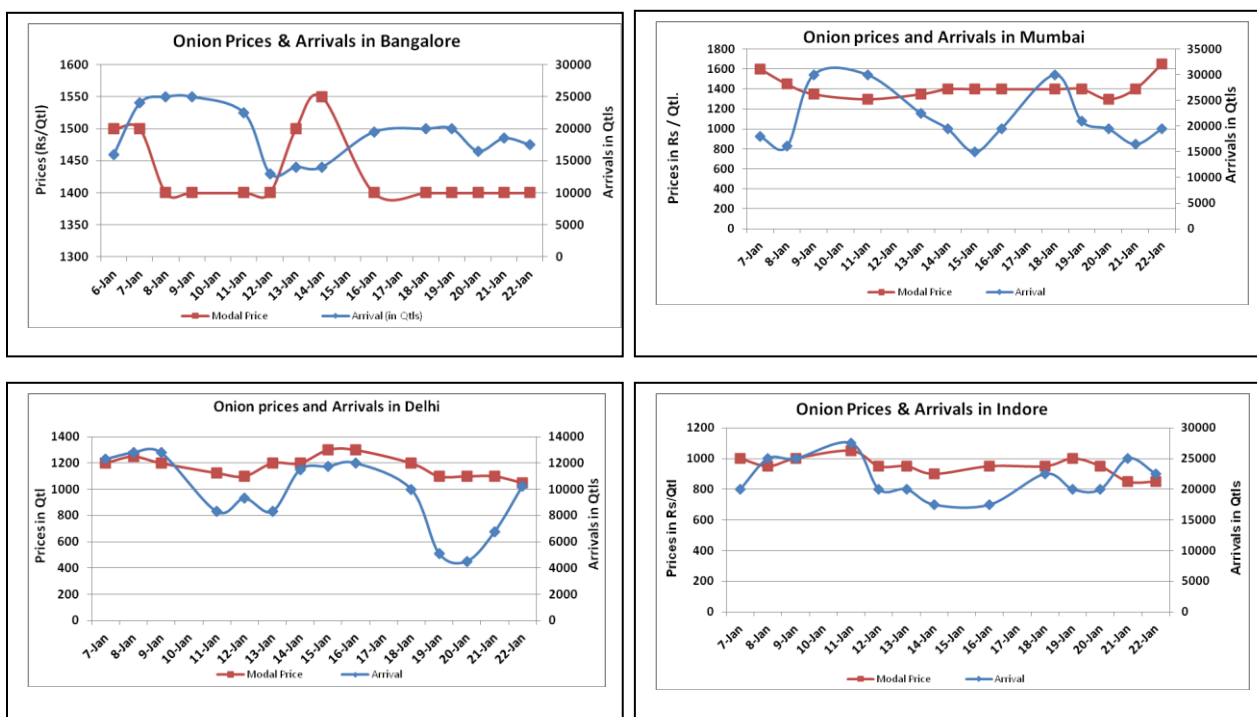 Onion Prices & Arrivals in Bangalore
Prices (Rs/Qtl)
1600
1550
1500
1450
1400
1350
1300
30000
25000
20000
15000
10000
5000
0
Arrivals in Qtls
6-Jan
7-Jan
8-Jan
9-Jan
10-Jan
11-Jan
12-Jan
13-Jan
14-Jan
15-Jan
16-Jan
17-Jan
18-Jan
19-Jan
20-Jan
21-Jan
22-Jan
Modal Price
Arrival (in Qtls)
Onion prices and Arrivals in Mumbai
Prices in Rs / Qtl.
1800
1600
1400
1200
1000
800
600
400
200
0
35000
30000
25000
20000
15000
10000
5000
0
Arrivals in Qtls
7-Jan
8-Jan
9-Jan
10-Jan
11-Jan
12-Jan
13-Jan
14-Jan
15-Jan
16-Jan
17-Jan
18-Jan
19-Jan
20-Jan
21-Jan
22-Jan
Modal Price
Arrival
Onion prices and Arrivals in Delhi
Prices in Qtl
1400
1200
1000
800
600
400
200
0
14000
12000
10000
8000
6000
4000
2000
0
Arrivals in Qtls
7-Jan
8-Jan
9-Jan
10-Jan
11-Jan
12-Jan
13-Jan
14-Jan
15-Jan
16-Jan
17-Jan
18-Jan
19-Jan
20-Jan
21-Jan
22-Jan
Modal Price
Arrival
Onion Prices & Arrivals in Indore
Prices in Rs/Qtl
1200
1000
800
600
400
200
0
30000
25000
20000
15000
10000
5000
0
Arrivals in Qtls
7-Jan
8-Jan
9-Jan
10-Jan
11-Jan
12-Jan
13-Jan
14-Jan
15-Jan
16-Jan
17-Jan
18-Jan
19-Jan
20-Jan
21-Jan
22-Jan
Modal Price
Arrival